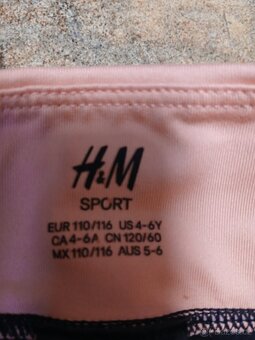 H&M
SPORT
EUR 110/116 US 4-6Y
CA 4-6A CN 120/60
MX 110/116 AUS 5-6